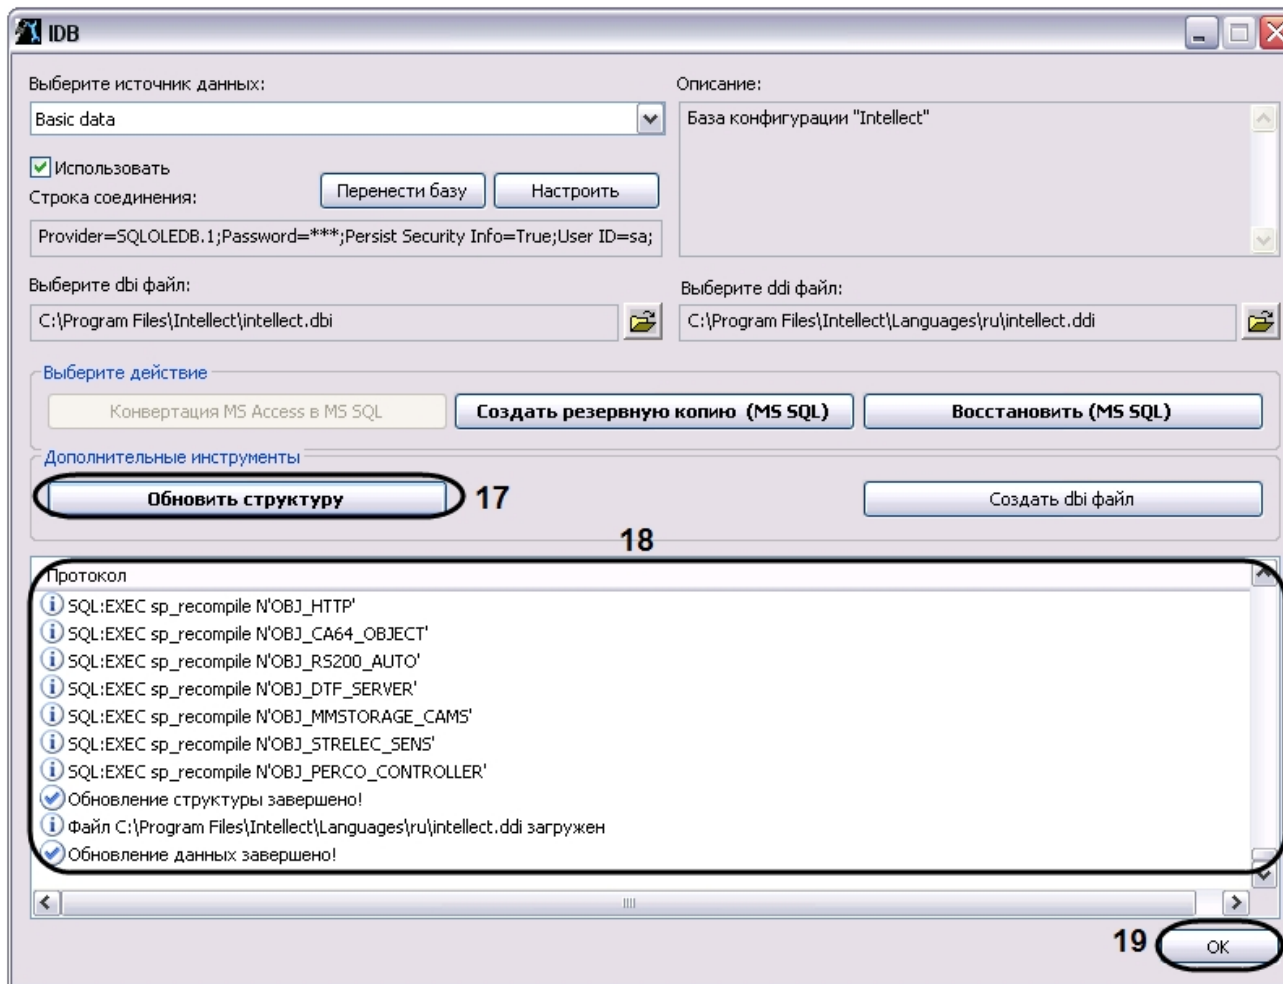 IDB
Выберите источник данных:
Описание:
Basic data
База конфигурации "Intellect"
Использовать
Строка соединения:
Перенести базу
Настроить
Provider=SQLOLEDB.1;Password=***;Persist Security Info=True;User ID=sa;
Выберите dbi файл:
Выберите ddi файл:
C:\Program Files\Intellect\intellect.dbi
C:\Program Files\Intellect\Languages\ru\intellect.ddi
Выберите действие
Конвертация MS Access в MS SQL
Создать резервную копию (MS SQL)
Восстановить (MS SQL)
Дополнительные инструменты
Обновить структуру
17
Создать dbi файл
18
Протокол
SQL:EXEC sp_recompile N'OBJ_HTTP'
SQL:EXEC sp_recompile N'OBJ_CA64_OBJECT'
SQL:EXEC sp_recompile N'OBJ_RS200_AUTO'
SQL:EXEC sp_recompile N'OBJ_DTF_SERVER'
SQL:EXEC sp_recompile N'OBJ_MMSTORAGE_CAMS'
SQL:EXEC sp_recompile N'OBJ_STRELEC_SENS'
SQL:EXEC sp_recompile N'OBJ_PERCO_CONTROLLER'
Обновление структуры завершено!
Файл C:\Program Files\Intellect\Languages\ru\intellect.ddi загружен
Обновление данных завершено!
19
OK